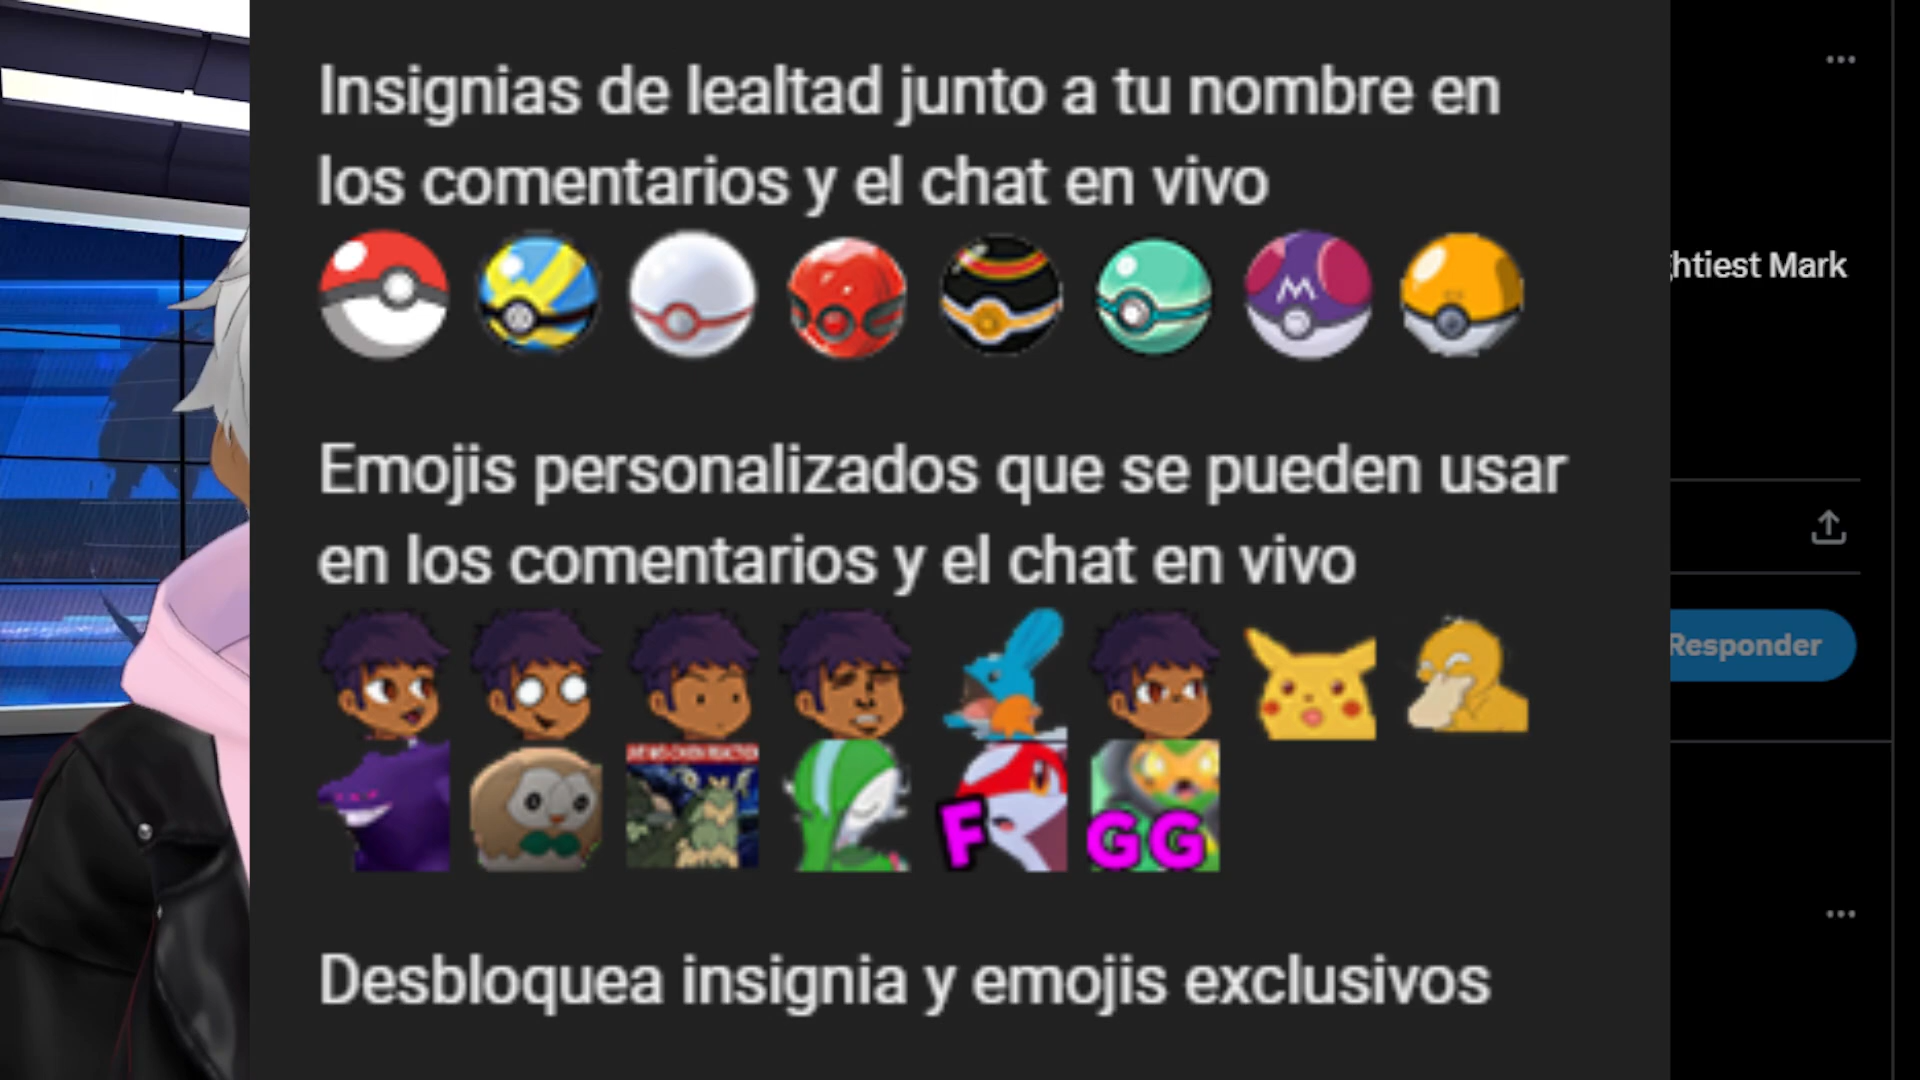 Insignias de lealtad junto a tu nombre en
los comentarios y el chat en vivo
M
Emojis personalizados que se pueden usar
en los comentarios y el chat en vivo
F
GG
Desbloquea insignia y emojis exclusivos
htiest Mark
Responder